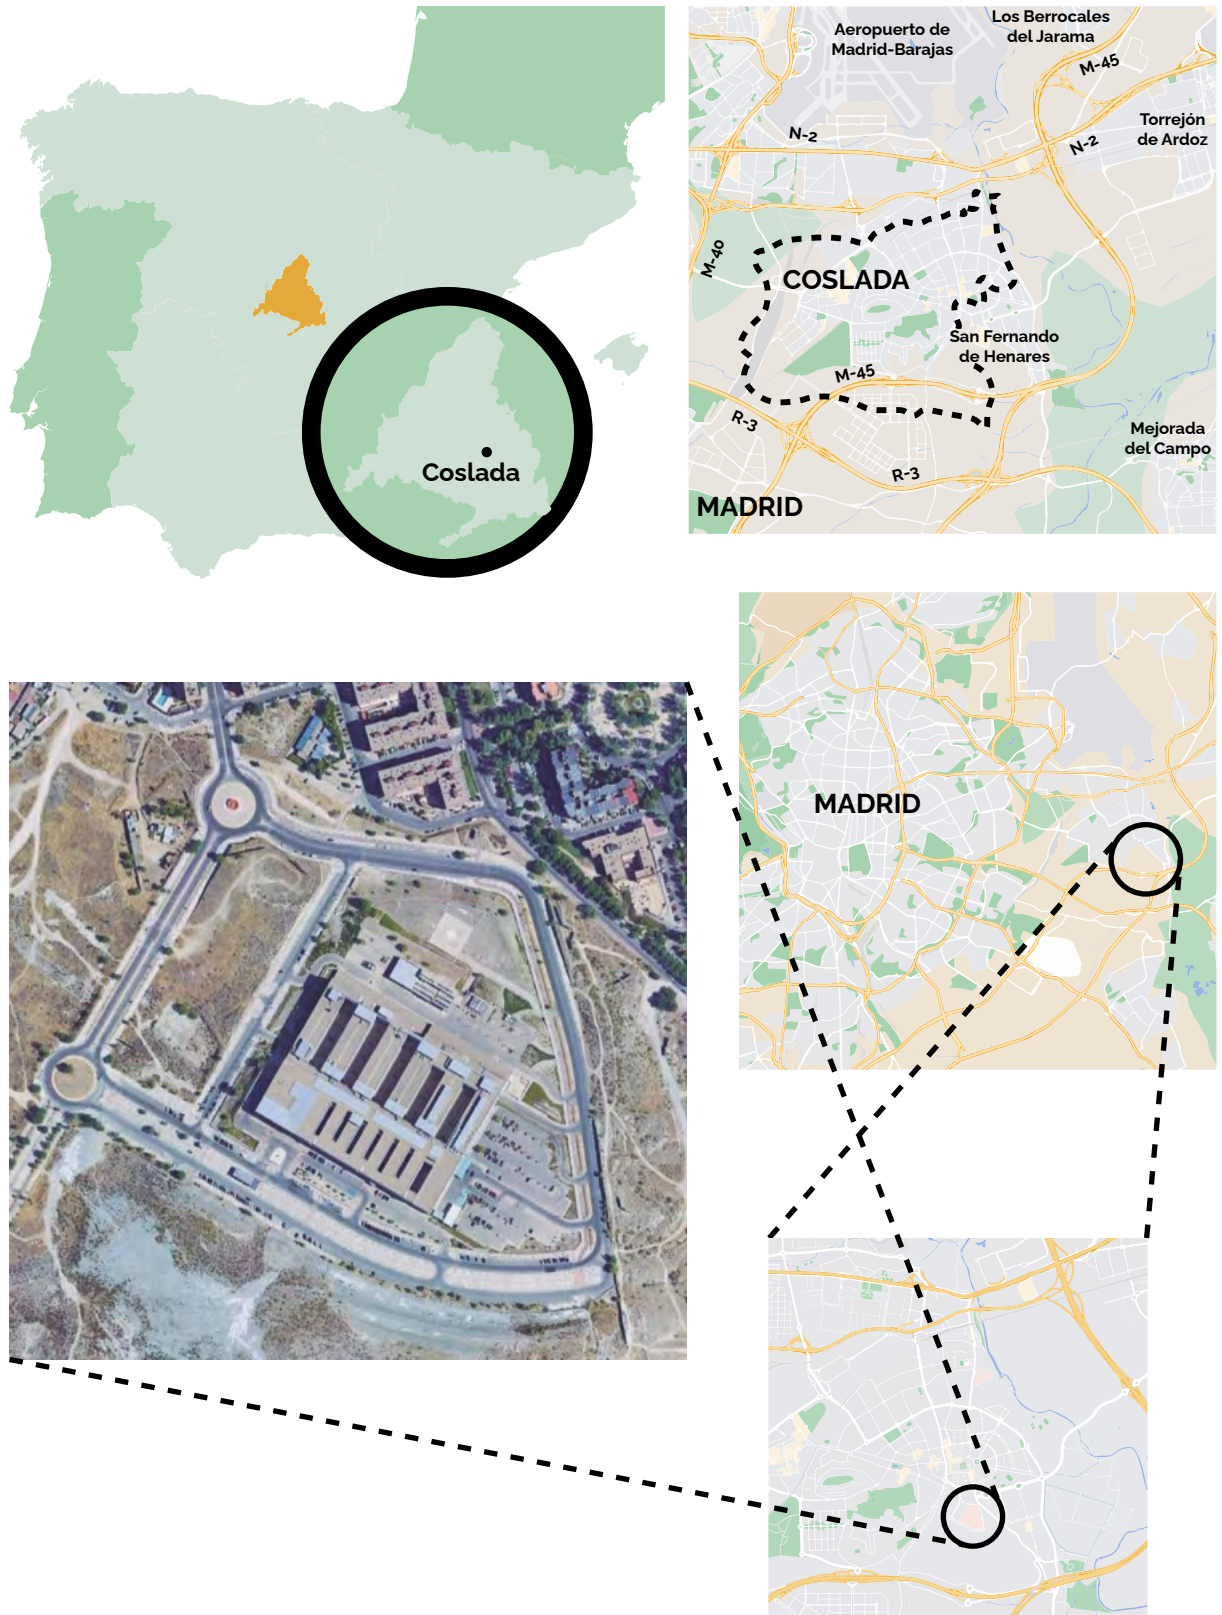 Coslada
Aeropuerto de
Madrid-Barajas
Los Berrocales
del Jarama
M-45
N-2
N-2
Torrejón
de Ardoz
M-40
COSLADA
San Fernando
de Henares
M-45
R-3
R-3
Mejorada
del Campo
MADRID
MADRID